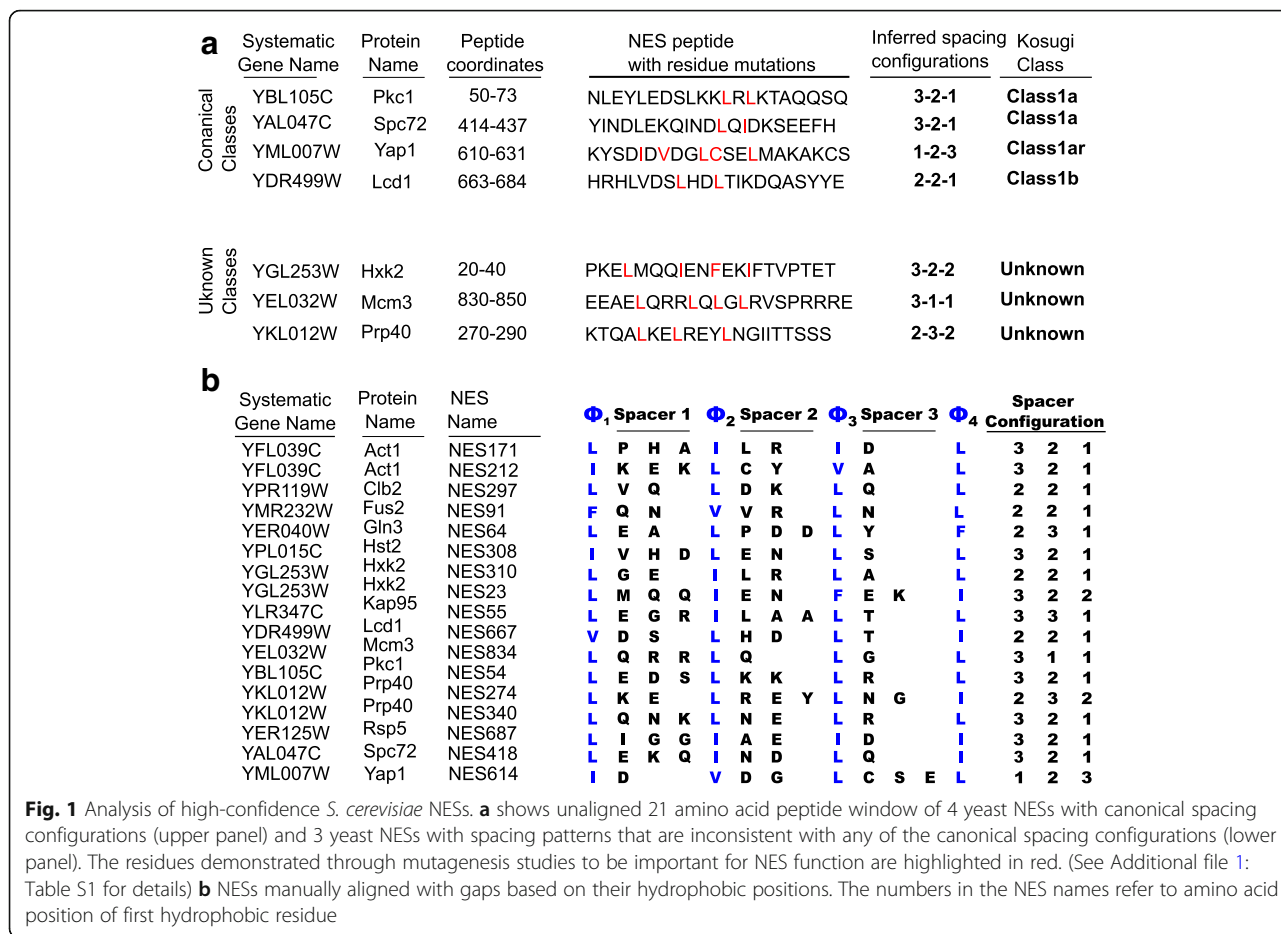 a
Systematic Gene Name Protein Name Peptide coordinates NES peptide with residue mutations Inferred spacing configurations Kosugi Class
Conanical Classes
YBL105C Pkc1 50-73 NLEYLEDSLKKLRLKTAQQSQ 3-2-1 Class1a
YAL047C Spc72 414-437 YINDLEKQINDLQIDKSEEFH 3-2-1 Class1a
YML007W Yap1 610-631 KYSDIDVDGLCSELMAKAKCS 1-2-3 Class1ar
YDR499W Lcd1 663-684 HRHLVDSLHDLTIKDQASYYE 2-2-1 Class1b
Uknown Classes
YGL253W Hxk2 20-40 PKELMQQIENFEKIFTVPTET 3-2-2 Unknown
YEL032W Mcm3 830-850 EEAELQRRLQLGLRVSPRRRE 3-1-1 Unknown
YKL012W Prp40 270-290 KTQALKELREYLNGIITTSSS 2-3-2 Unknown
b
Systematic Gene Name Protein Name NES Name Φ1 Spacer 1 Φ2 Spacer 2 Φ3 Spacer 3 Φ4 Spacer Configuration
YFL039C Act1 NES171 L P H A I L R I D L 3 2 1
YFL039C Act1 NES212 I K E K L C Y V A L 3 2 1
YPR119W Clb2 NES297 L V Q L D K L Q L 2 2 1
YMR232W Fus2 NES91 F Q N V V R L N L 2 2 1
YER040W Gln3 NES64 L E A L P D D L Y F 2 3 1
YPL015C Hst2 NES308 I V H D L E N L S L 3 2 1
YGL253W Hxk2 NES310 L G E I L R L A L 2 2 1
YGL253W Hxk2 NES23 L M Q Q I E N F E K I 3 2 2
YLR347C Kap95 NES55 L E G R I L A A L T L 3 3 1
YDR499W Lcd1 NES667 V D S L H D L T I 2 2 1
YEL032W Mcm3 NES834 L Q R R L Q L G L 3 1 1
YBL105C Pkc1 NES54 L E D S L K K L R L 3 2 1
YKL012W Prp40 NES274 L K E L R E Y L N G I 2 3 2
YKL012W Prp40 NES340 L Q N K L N E L R L 3 2 1
YER125W Rsp5 NES687 L I G G I A E I D I 3 2 1
YAL047C Spc72 NES418 L E K Q I N D L Q I 3 2 1
YML007W Yap1 NES614 I D V D G L C S E L 1 2 3
Fig. 1 Analysis of high-confidence S. cerevisiae NESs. a shows unaligned 21 amino acid peptide window of 4 yeast NESs with canonical spacing
configurations (upper panel) and 3 yeast NESs with spacing patterns that are inconsistent with any of the canonical spacing configurations (lower
panel). The residues demonstrated through mutagenesis studies to be important for NES function are highlighted in red. (See Additional file 1:
Table S1 for details) b NESs manually aligned with gaps based on their hydrophobic positions. The numbers in the NES names refer to amino acid
position of first hydrophobic residue